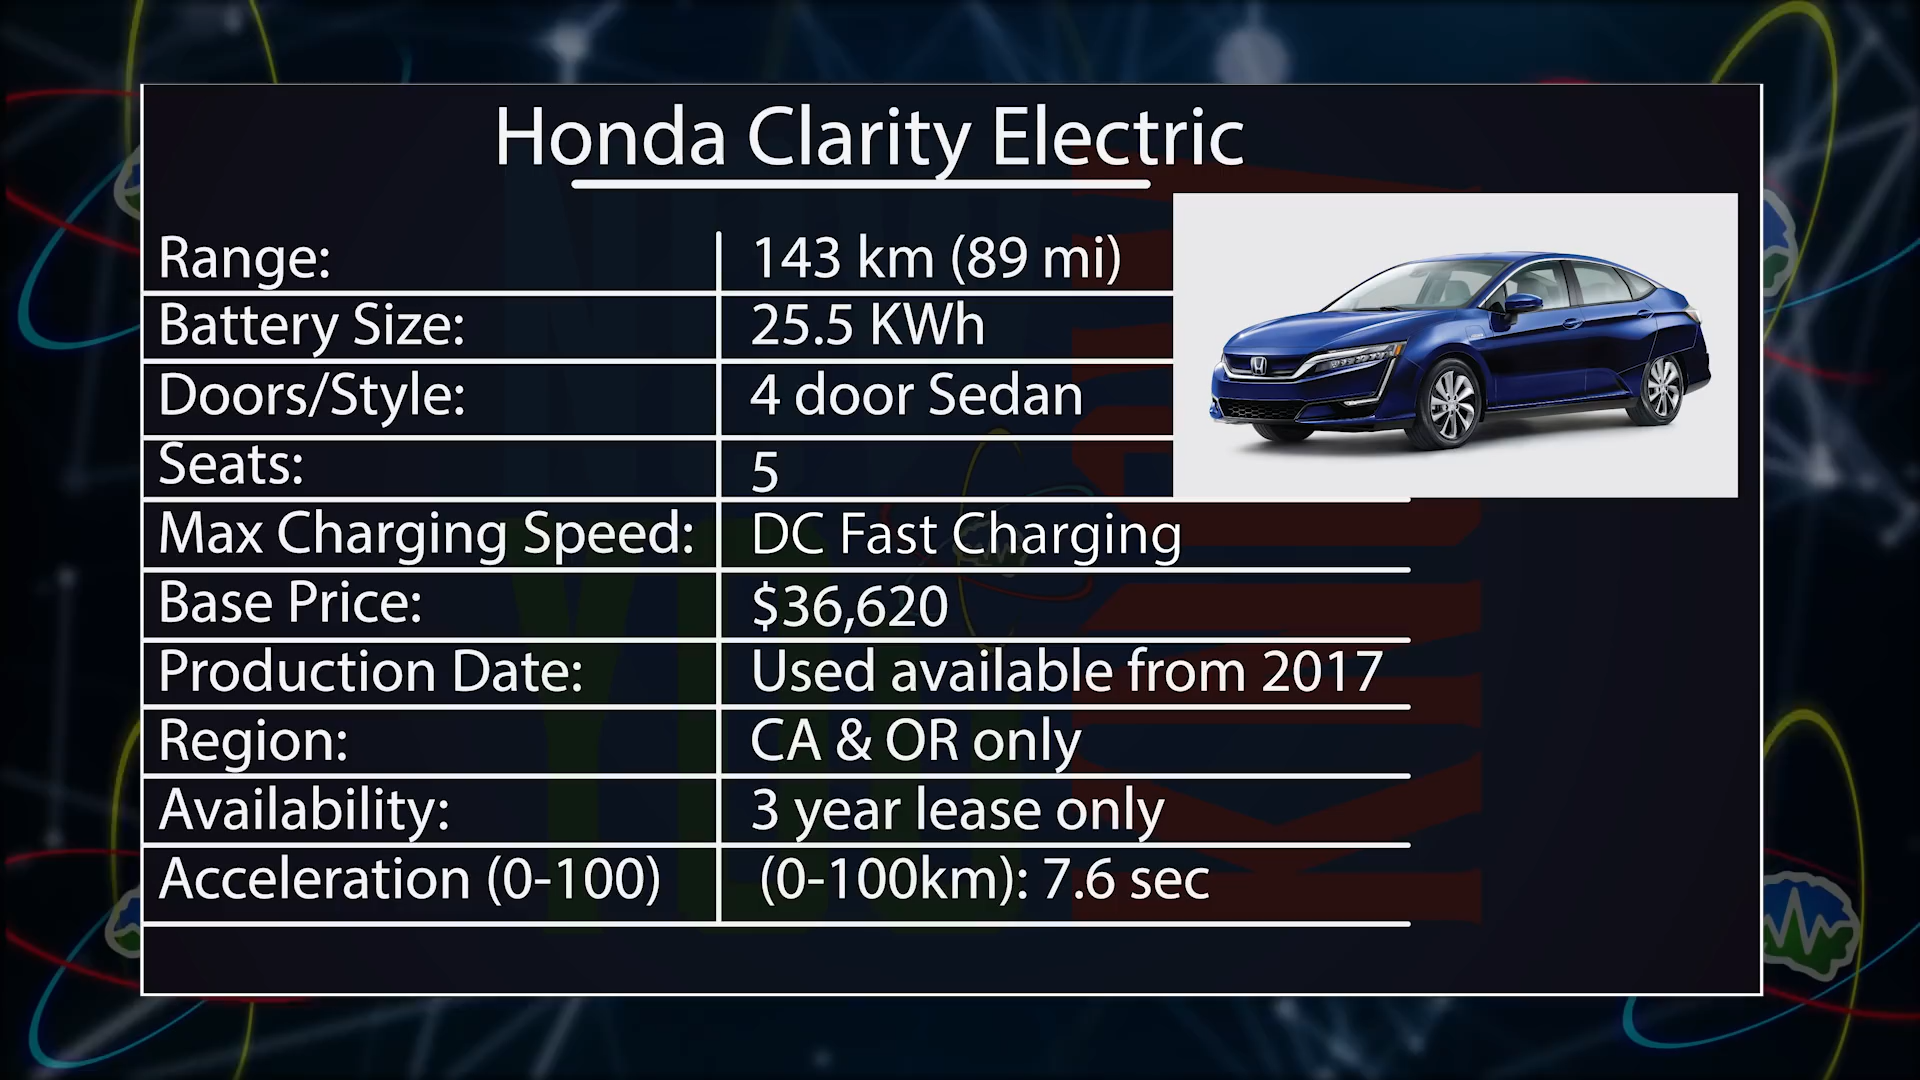 Honda Clarity Electric
Range: 143 km (89 mi)
Battery Size: 25.5 KWh
Doors/Style: 4 door Sedan
Seats: 5
Max Charging Speed: DC Fast Charging
Base Price: $36,620
Production Date: Used available from 2017
Region: CA & OR only
Availability: 3 year lease only
Acceleration (0-100) (0-100km): 7.6 sec